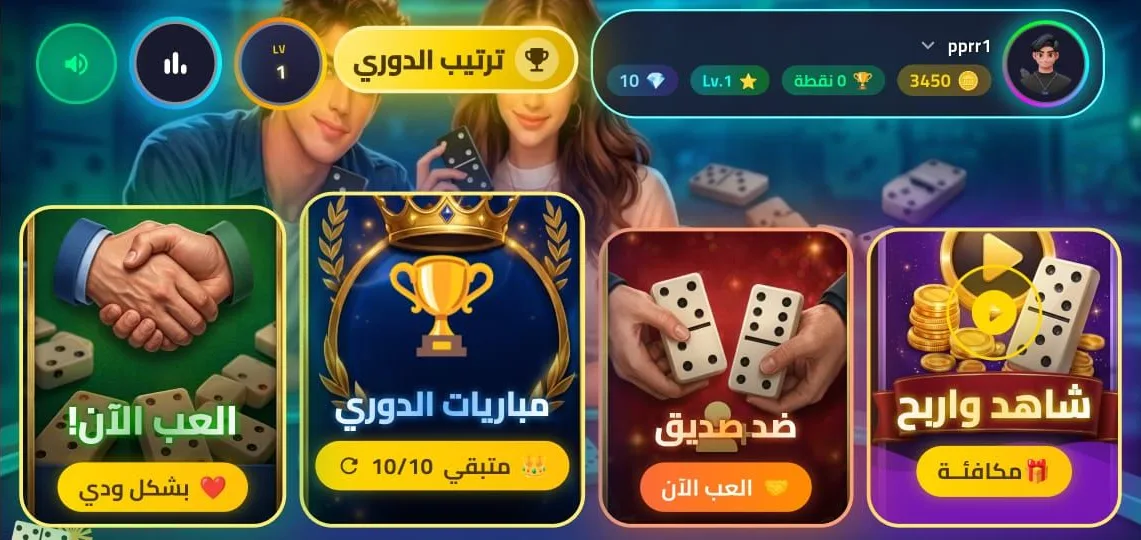 pprr1
3450
0 نقطة
Lv.1
10
ترتيب الدوري
LV
1
شاهد واربح
مكافئـة
ضد صديق
العب الآن
مباريات الدوري
متبقي 10/10
العب الآن!
بشكل ودي